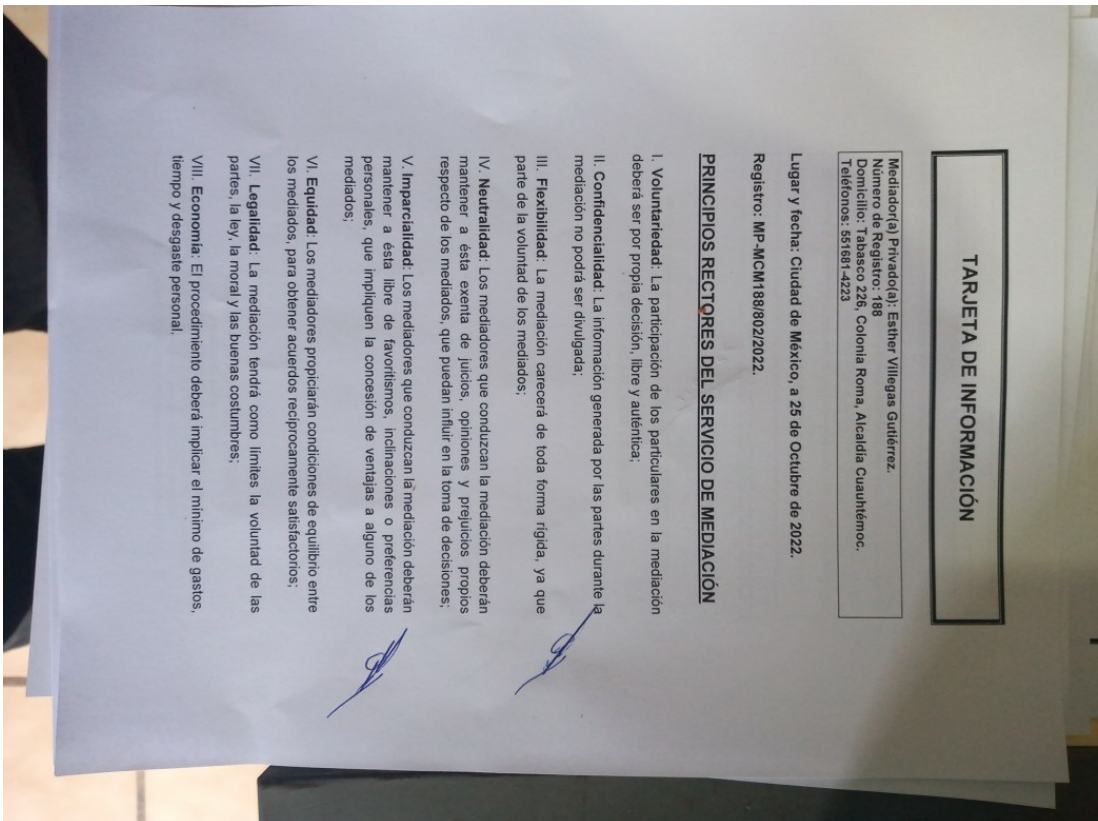 TARJETA DE INFORMACIÓN
Mediador(a) Privado(a): Esther Villegas Gutiérrez.
Número de Registro: 188
Domicilio: Tabasco 226, Colonia Roma, Alcaldía Cuauhtémoc.
Teléfonos: 551681-4223
Lugar y fecha: Ciudad de México, a 25 de Octubre de 2022.
Registro: MP-MCM188/802/2022.
PRINCIPIOS RECTORES DEL SERVICIO DE MEDIACIÓN
I. Voluntariedad: La participación de los particulares en la mediación
deberá ser por propia decisión, libre y auténtica;
II. Confidencialidad: La información generada por las partes durante la
mediación no podrá ser divulgada;
III. Flexibilidad: La mediación carecerá de toda forma rígida, ya que
parte de la voluntad de los mediados;
IV. Neutralidad: Los mediadores que conduzcan la mediación deberán
mantener a ésta exenta de juicios, opiniones y prejuicios propios
respecto de los mediados, que puedan influir en la toma de decisiones;
V. Imparcialidad: Los mediadores que conduzcan la mediación deberán
mantener a ésta libre de favoritismos, inclinaciones o preferencias
personales, que impliquen la concesión de ventajas a alguno de los
mediados;
VI. Equidad: Los mediadores propiciarán condiciones de equilibrio entre
los mediados, para obtener acuerdos recíprocamente satisfactorios;
VII. Legalidad: La mediación tendrá como límites la voluntad de las
partes, la ley, la moral y las buenas costumbres;
VIII. Economía: El procedimiento deberá implicar el mínimo de gastos,
tiempo y desgaste personal.